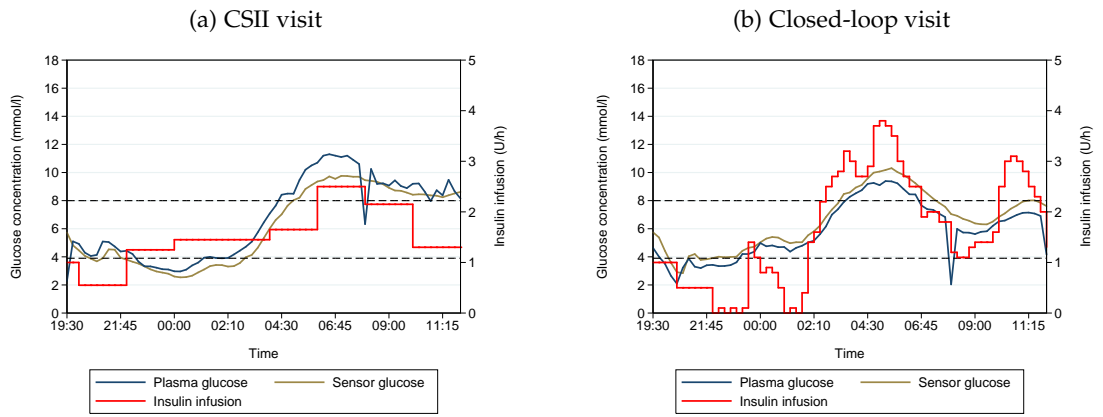 (a) CSII visit
18
16
14
12
10
8
6
4
2
0
Glucose concentration (mmol/l)
5
4
3
2
1
0
Insulin infusion (U/h)
19:30 21:45 00:00 02:10 04:30 06:45 09:00 11:15
Time
Plasma glucose Sensor glucose
Insulin infusion
(b) Closed-loop visit
18
16
14
12
10
8
6
4
2
0
Glucose concentration (mmol/l)
5
4
3
2
1
0
Insulin infusion (U/h)
19:30 21:45 00:00 02:10 04:30 06:45 09:00 11:15
Time
Plasma glucose Sensor glucose
Insulin infusion